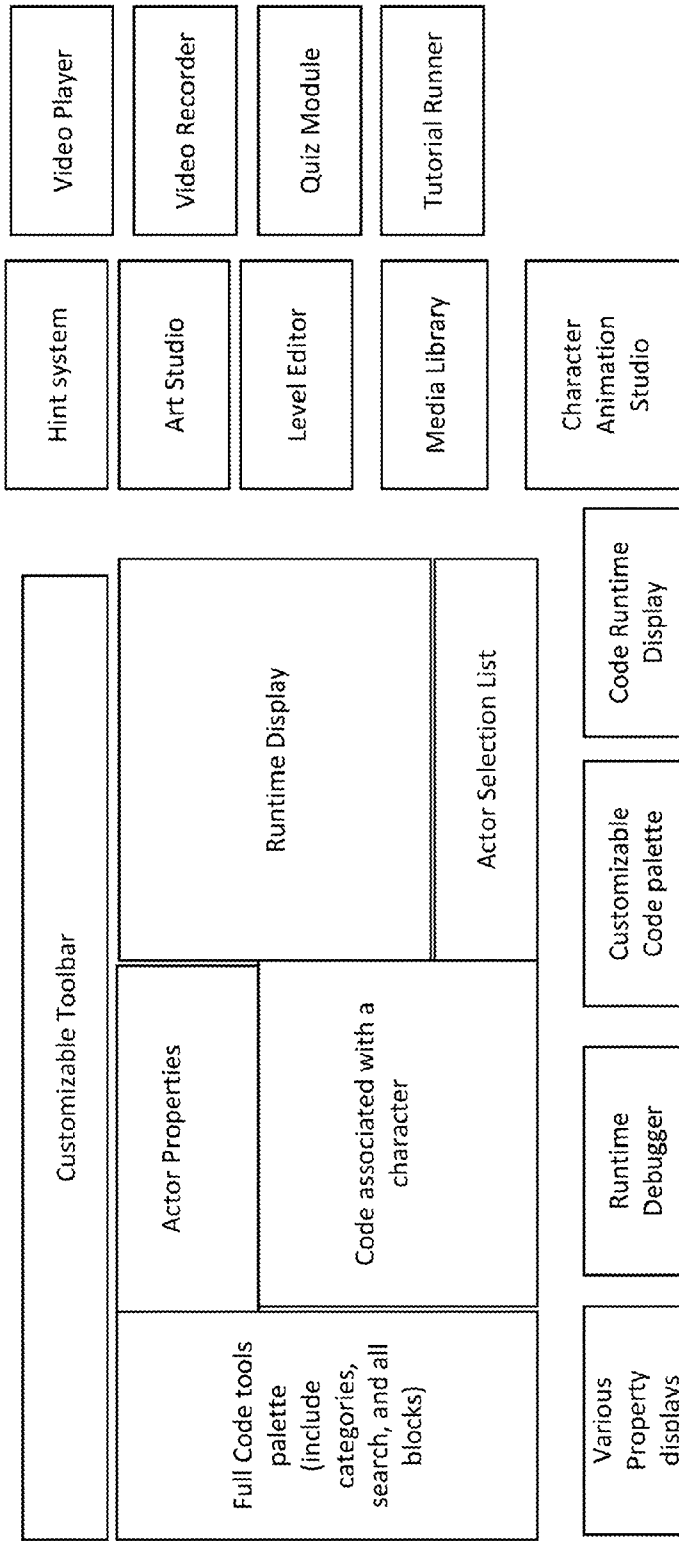 Customizable Toolbar
Hint system
Video Player
Full Code tools
palette
(include
categories,
search, and all
blocks)
Actor Properties
Code associated with a
character
Runtime Display
Actor Selection List
Art Studio
Video Recorder
Level Editor
Quiz Module
Media Library
Tutorial Runner
Various
Property
displays
Runtime
Debugger
Customizable
Code palette
Code Runtime
Display
Character
Animation
Studio